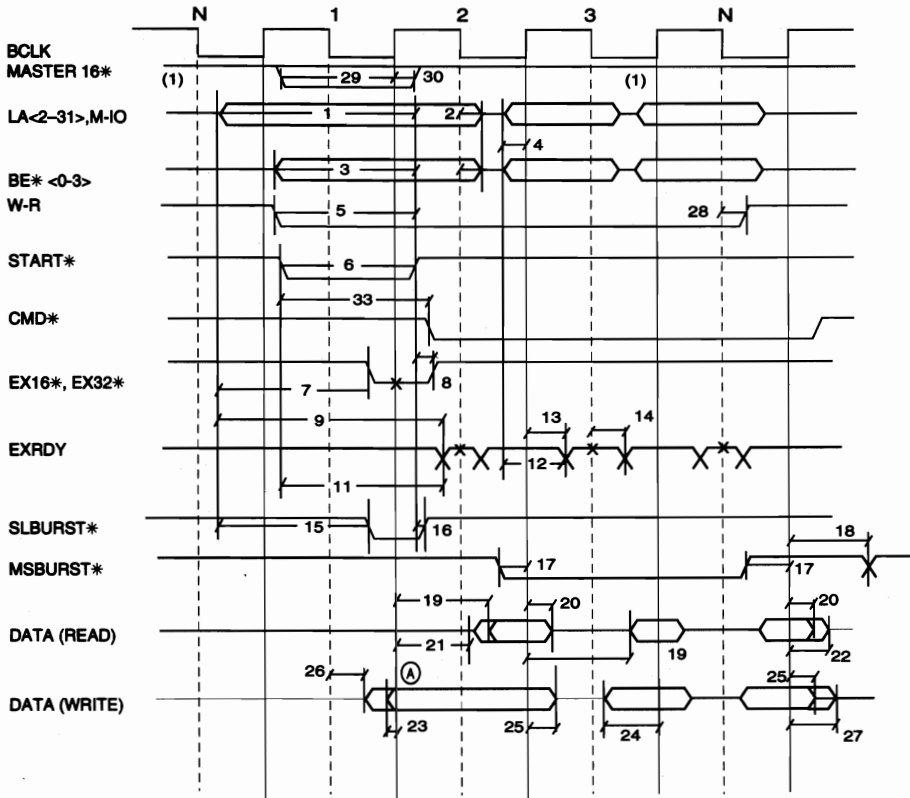 N 1 2 3 N
BCLK
MASTER 16* (1) 29 30 (1)
LA<2–31>,M-IO 1 2
4
BE* <0-3> 3
W-R 5 28
START* 6
33
CMD*
EX16*, EX32* 7 8
9 13 14
EXRDY 12
11
SLBURST* 15 16 18
MSBURST* 17 17
19 20 20
DATA (READ) 21 19 22
26 A 25
DATA (WRITE) 23 25 24 27